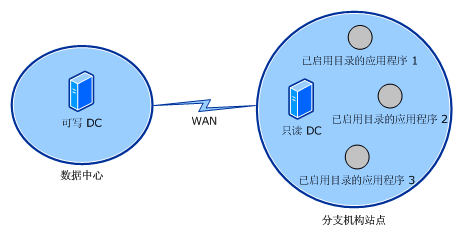 已启用目录的应用程序 1
可写 DC
WAN
已启用目录的应用程序 2
只读 DC
数据中心
已启用目录的应用程序 3
分支机构站点